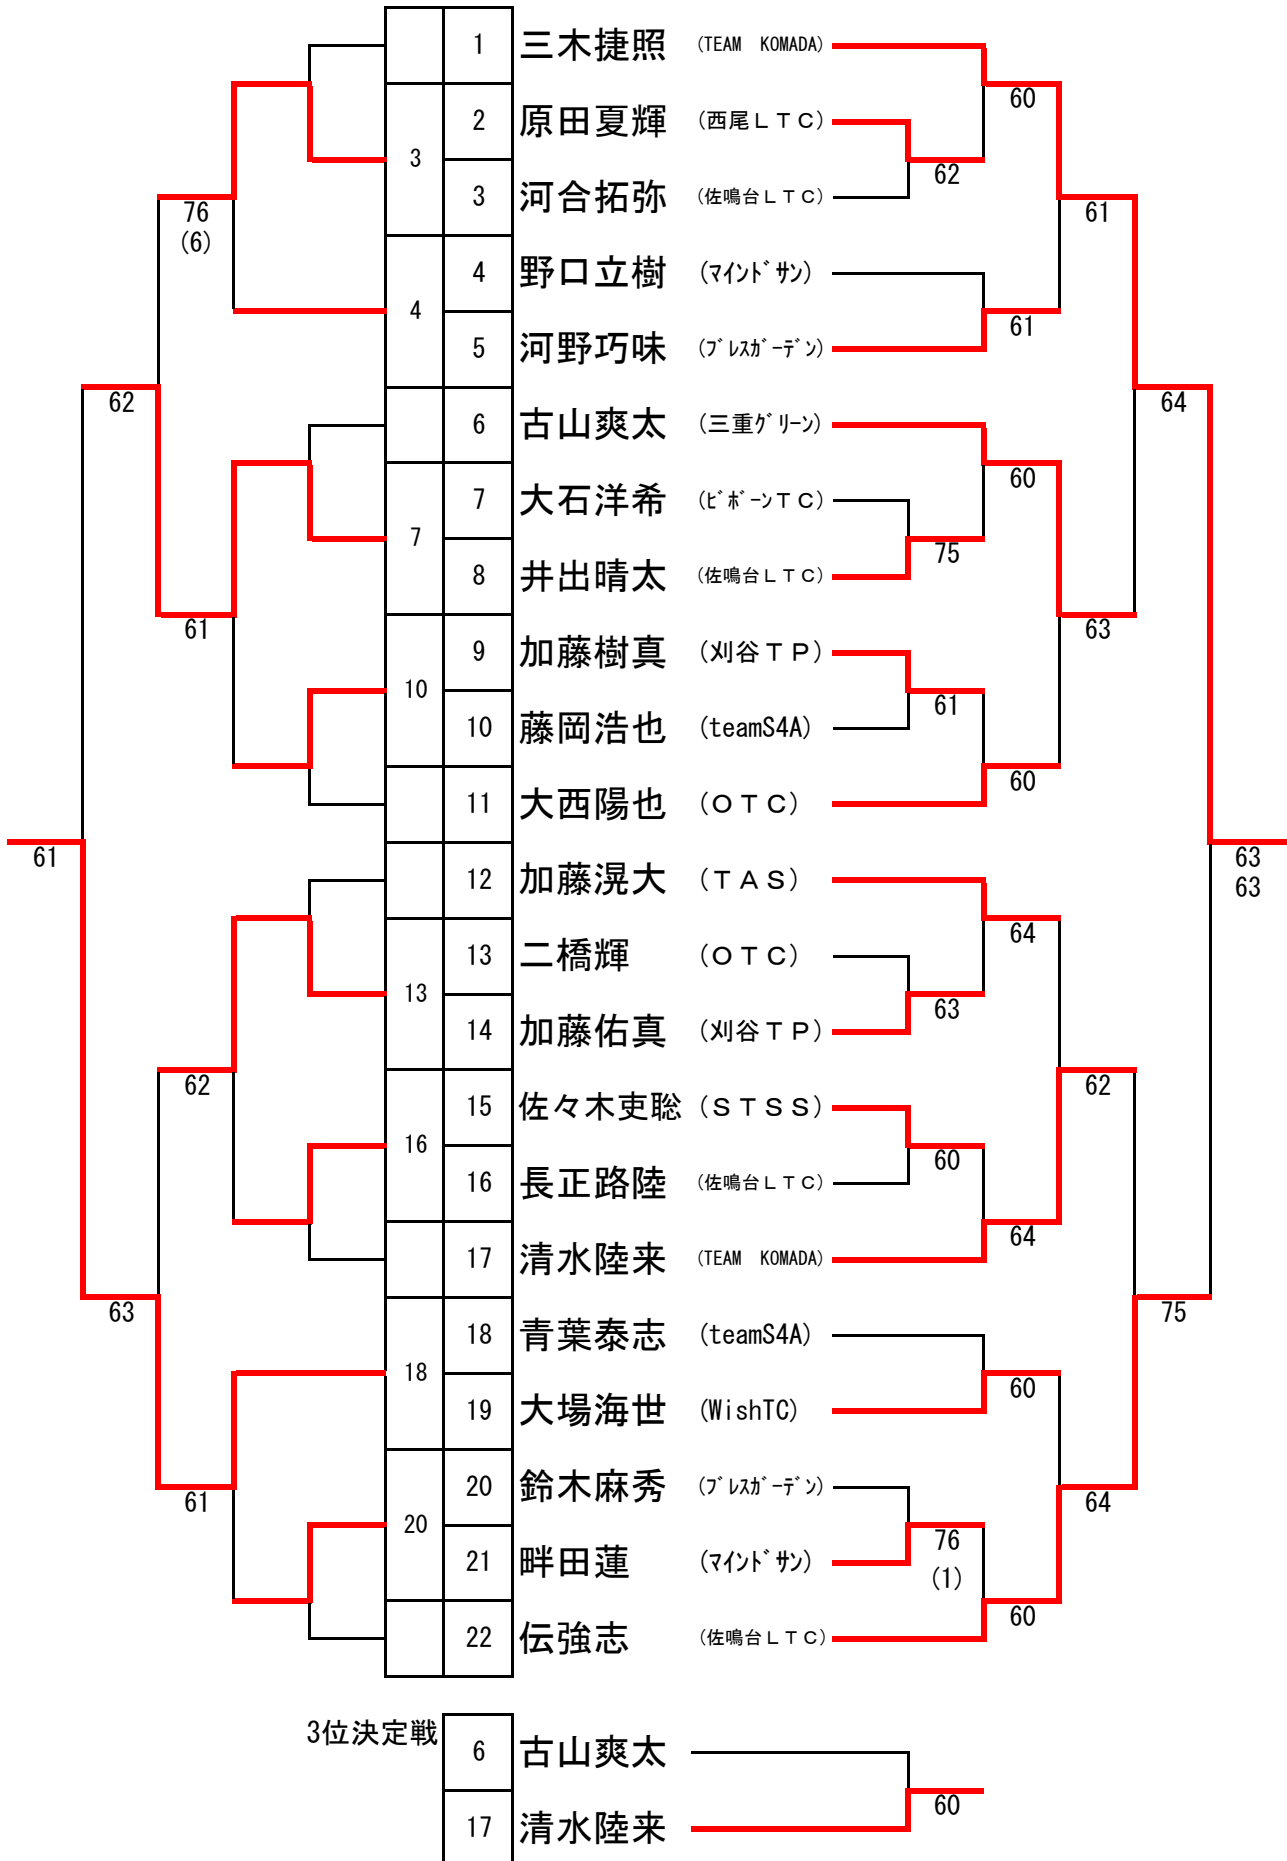 1 三木捷照 (TEAM KOMADA)
60
2 原田夏輝 (西尾LTC)
3
62
3 河合拓弥 (佐鳴台LTC)
76
(6)
61
4 野口立樹 (マインドサン)
4
61
5 河野巧味 (ブレスガーデン)
62
64
6 古山爽太 (三重グリーン)
60
7 大石洋希 (ビボーンTC)
7
75
8 井出晴太 (佐鳴台LTC)
61
63
9 加藤樹真 (刈谷TP)
10
61
10 藤岡浩也 (teamS4A)
60
11 大西陽也 (OTC)
61
63
63
12 加藤滉大 (TAS)
64
13 二橋輝 (OTC)
13
63
14 加藤佑真 (刈谷TP)
62
62
15 佐々木吏聡 (STSS)
16
60
16 長正路陸 (佐鳴台LTC)
64
17 清水陸来 (TEAM KOMADA)
63
75
18 青葉泰志 (teamS4A)
18
60
19 大場海世 (WishTC)
61
64
20 鈴木麻秀 (ブレスガーデン)
20
76
(1)
21 畔田蓮 (マインドサン)
60
22 伝強志 (佐鳴台LTC)
3位決定戦
6 古山爽太
60
17 清水陸来